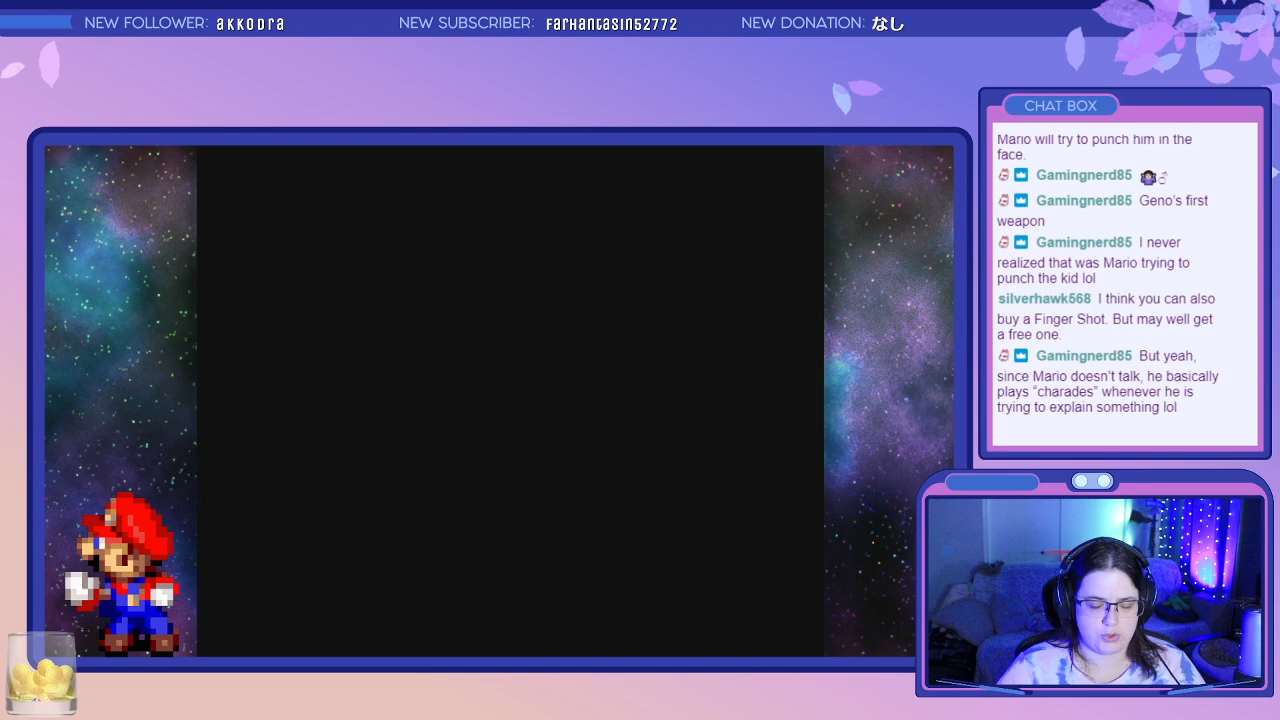 NEW FOLLOWER: akkodra NEW SUBSCRIBER: farhantasin52772 NEW DONATION: なし
CHAT BOX
Mario will try to punch him in the
face.
Gamingnerd85
Gamingnerd85 Geno's first
weapon
Gamingnerd85 I never
realized that was Mario trying to
punch the kid lol
silverhawk568 I think you can also
buy a Finger Shot. But may well get
a free one.
Gamingnerd85 But yeah,
since Mario doesn't talk, he basically
plays “charades” whenever he is
trying to explain something lol